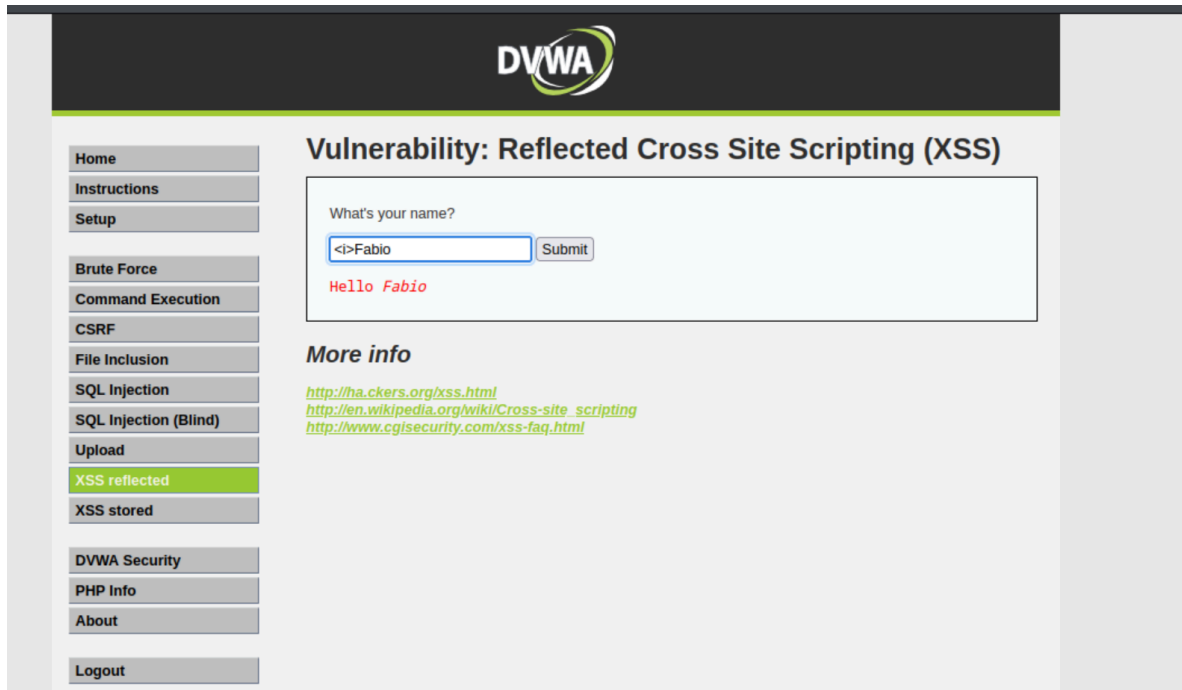 DVWA
Home
Instructions
Setup
Brute Force
Command Execution
CSRF
File Inclusion
SQL Injection
SQL Injection (Blind)
Upload
XSS reflected
XSS stored
DVWA Security
PHP Info
About
Logout
Vulnerability: Reflected Cross Site Scripting (XSS)
What's your name?
<i>Fabio Submit
Hello Fabio
More info
http://ha.ckers.org/xss.html
http://en.wikipedia.org/wiki/Cross-site_scripting
http://www.cgisecurity.com/xss-faq.html